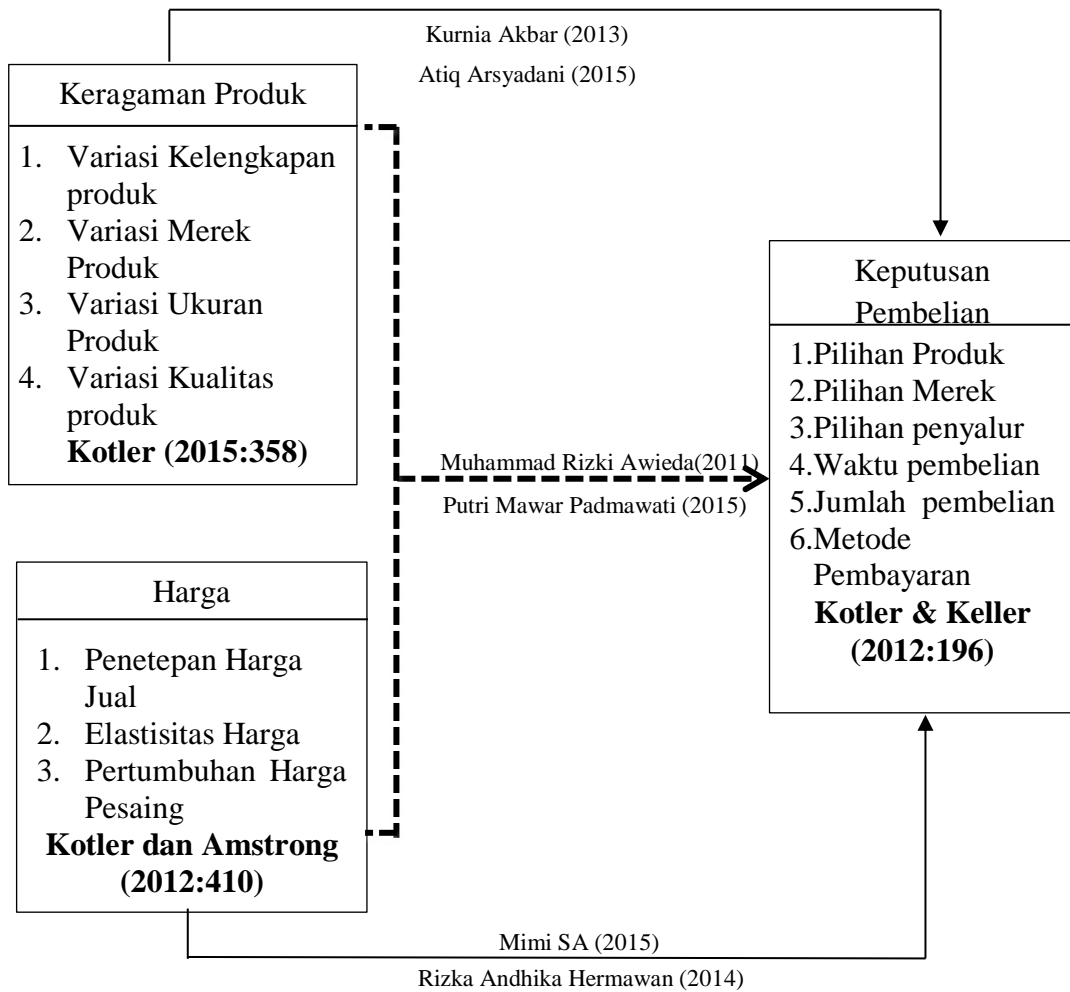 Kurnia Akbar (2013)
Atiq Arsyadani (2015)
Keragaman Produk
1. Variasi Kelengkapan
produk
2. Variasi Merek
Produk
3. Variasi Ukuran
Produk
4. Variasi Kualitas
produk
Kotler (2015:358)
Muhammad Rizki Awieda(2011)
Putri Mawar Padmawati (2015)
Keputusan
Pembelian
1.Pilihan Produk
2.Pilihan Merek
3.Pilihan penyalur
4.Waktu pembelian
5.Jumlah pembelian
6.Metode
Pembayaran
Kotler & Keller
(2012:196)
Harga
1. Penetepan Harga
Jual
2. Elastisitas Harga
3. Pertumbuhan Harga
Pesaing
Kotler dan Amstrong
(2012:410)
Mimi SA (2015)
Rizka Andhika Hermawan (2014)